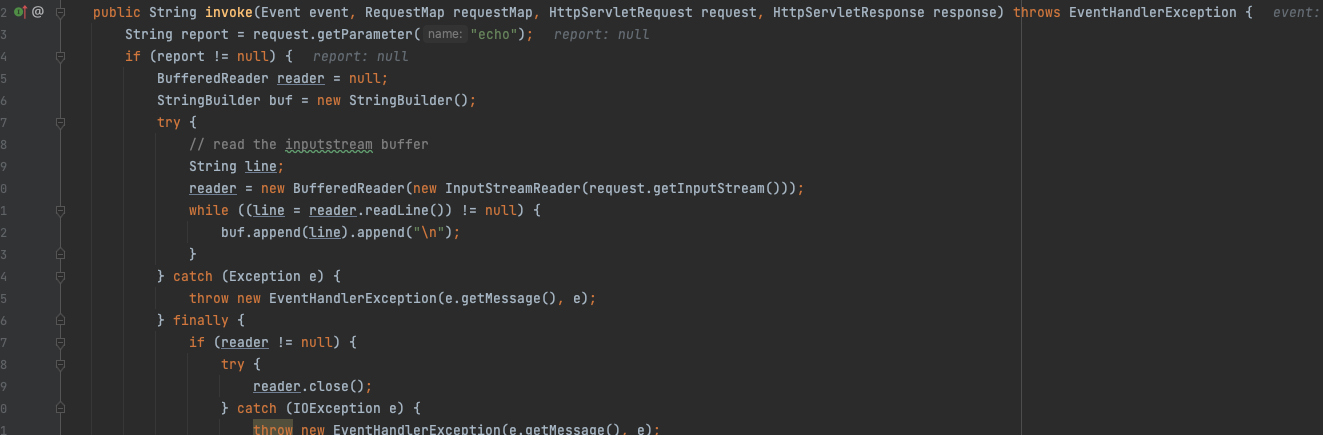 2 @ public String invoke(Event event, RequestMap requestMap, HttpServletRequest request, HttpServletResponse response) throws EventHandlerException { event:
3 String report = request.getParameter( name: "echo"); report: null
4 if (report != null) { report: null
5 BufferedReader reader = null;
6 StringBuilder buf = new StringBuilder();
7 try {
8 // read the inputstream buffer
9 String line;
0 reader = new BufferedReader(new InputStreamReader(request.getInputStream()));
1 while ((line = reader.readLine()) != null) {
2 buf.append(line).append("\n");
3 }
4 } catch (Exception e) {
5 throw new EventHandlerException(e.getMessage(), e);
6 } finally {
7 if (reader != null) {
8 try {
9 reader.close();
0 } catch (IOException e) {
1 throw new EventHandlerException(e.getMessage(), e);